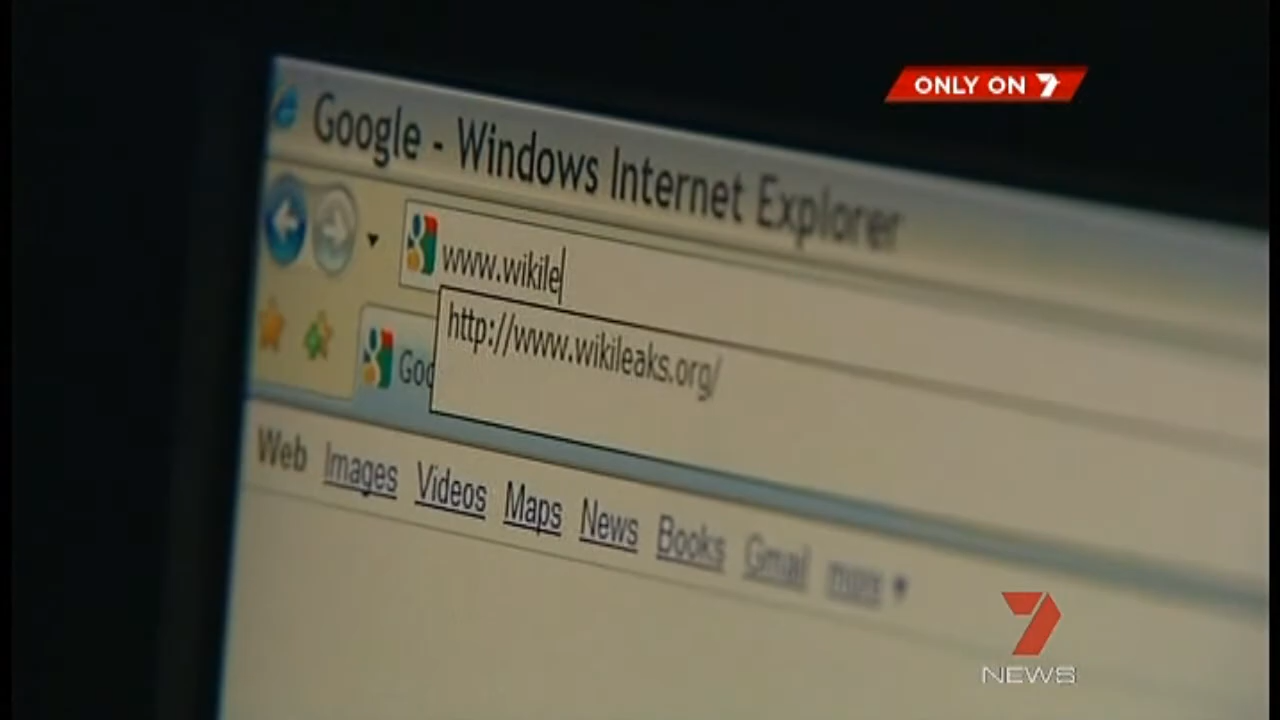 ONLY ON 7
Google - Windows Internet Explorer
www.wikile
http://www.wikileaks.org/
Goo
Web Images Videos Maps News Books Gmail more
7
NEWS